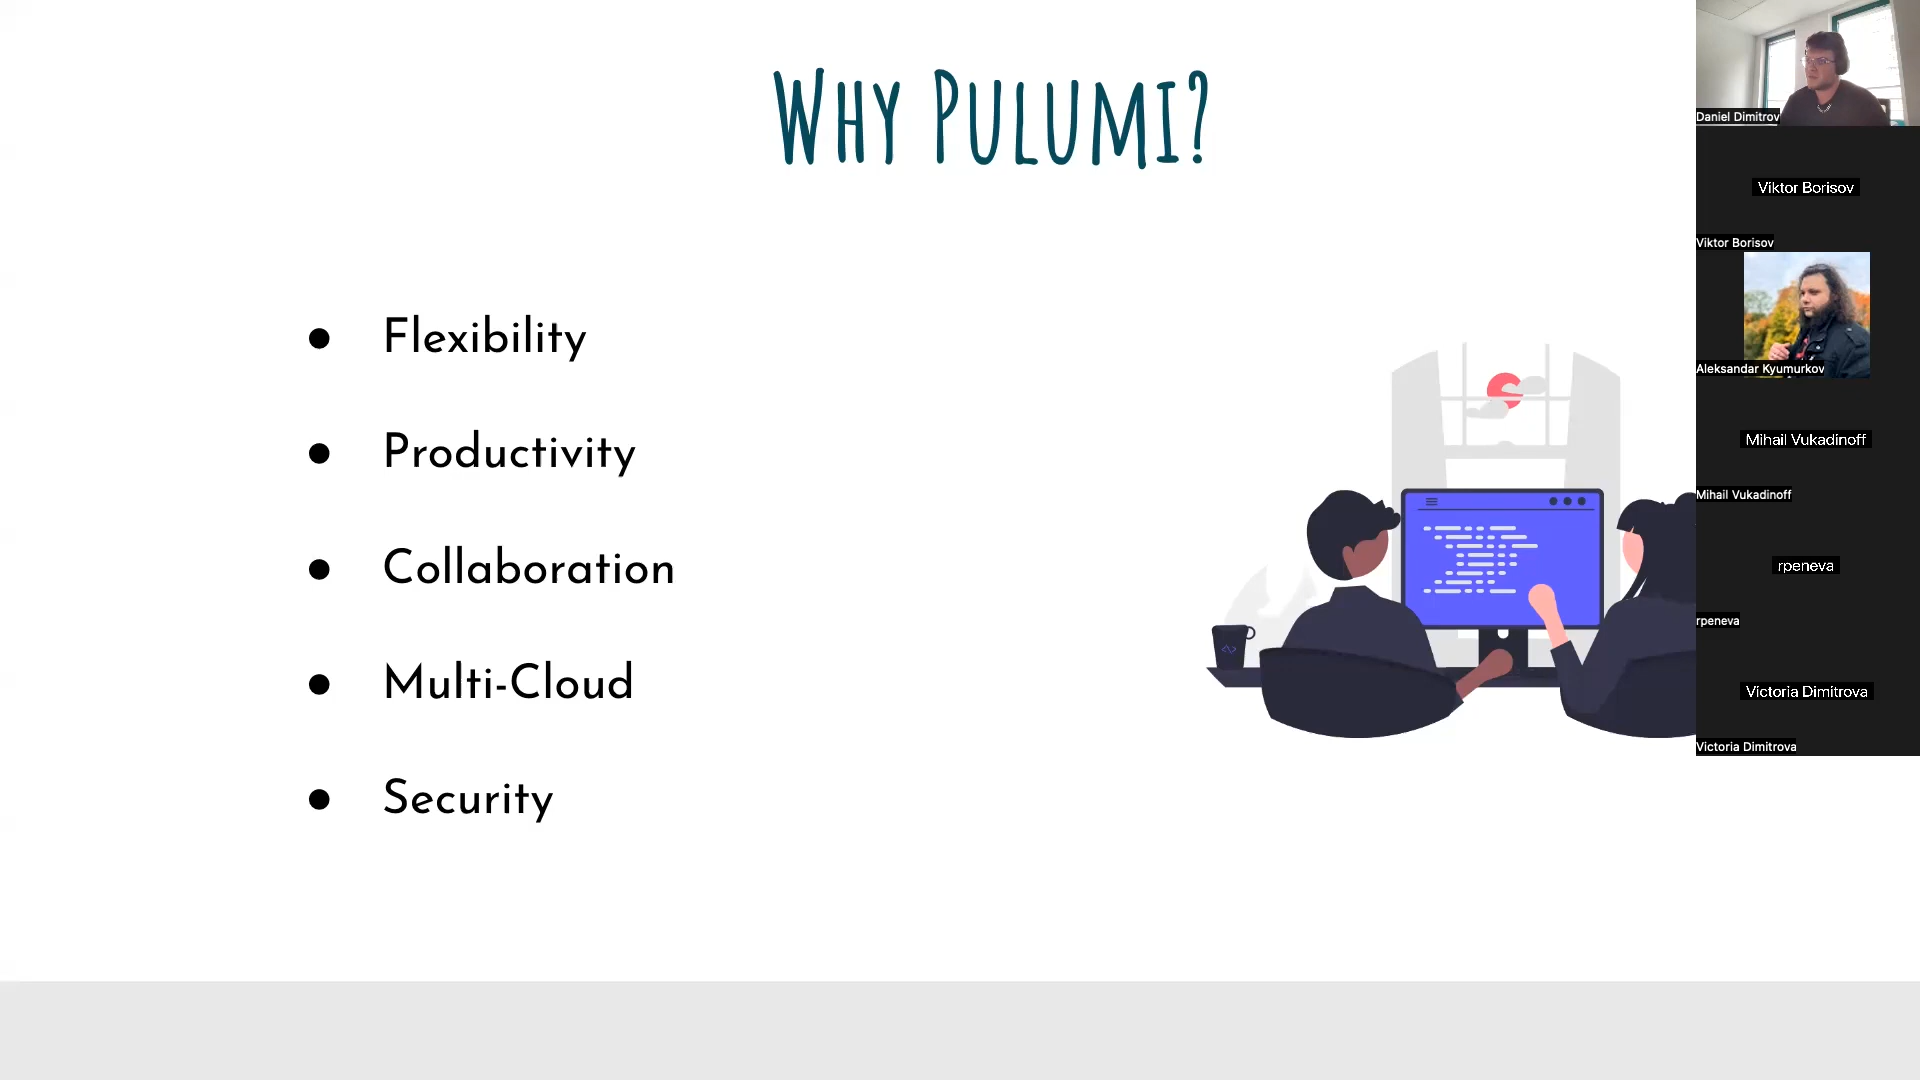 Why Pulumi?
● Flexibility
● Productivity
● Collaboration
● Multi-Cloud
● Security
Daniel Dimitrov
Viktor Borisov
Viktor Borisov
Aleksandar Kyumurkov
Mihail Vukadinoff
Mihail Vukadinoff
rpeneva
rpeneva
Victoria Dimitrova
Victoria Dimitrova